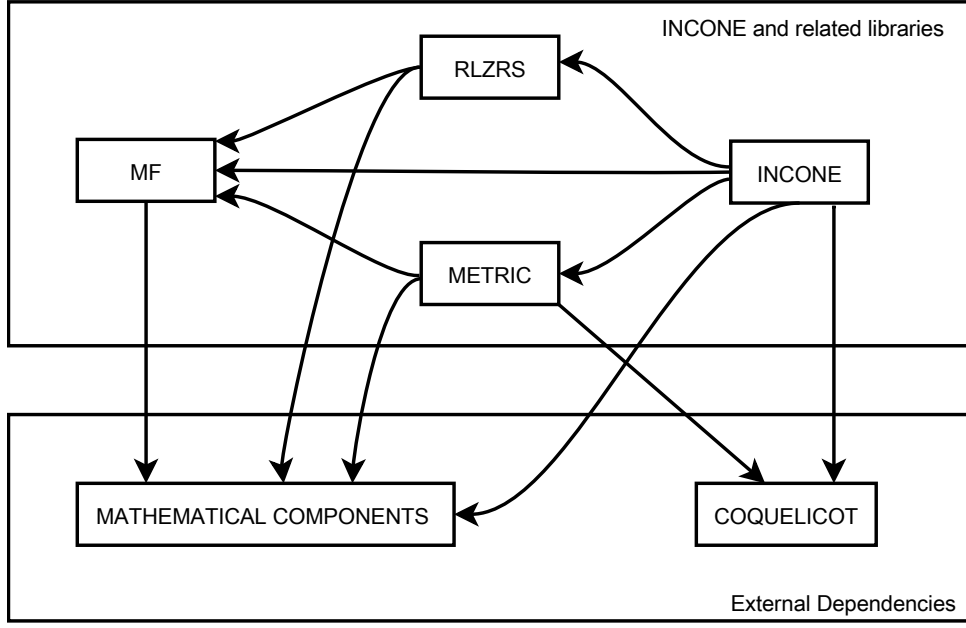 INCONE and related libraries
RLZRS
MF
INCONE
METRIC
MATHEMATICAL COMPONENTS
COQUELICOT
External Dependencies